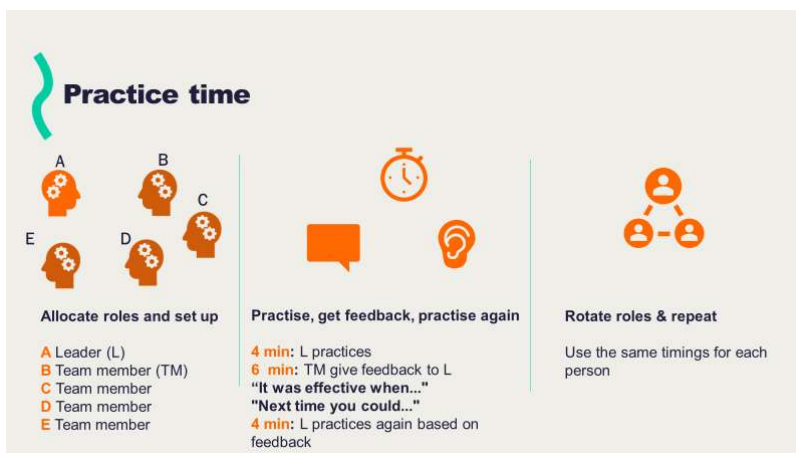 Practice time
A
B
C
E
D
Allocate roles and set up
A Leader (L)
B Team member (TM)
C Team member
D Team member
E Team member
Practise, get feedback, practise again
4 min: L practices
6  min: TM give feedback to L
“It was effective when..."
"Next time you could..."
4 min: L practices again based on
feedback
Rotate roles & repeat
Use the same timings for each
person